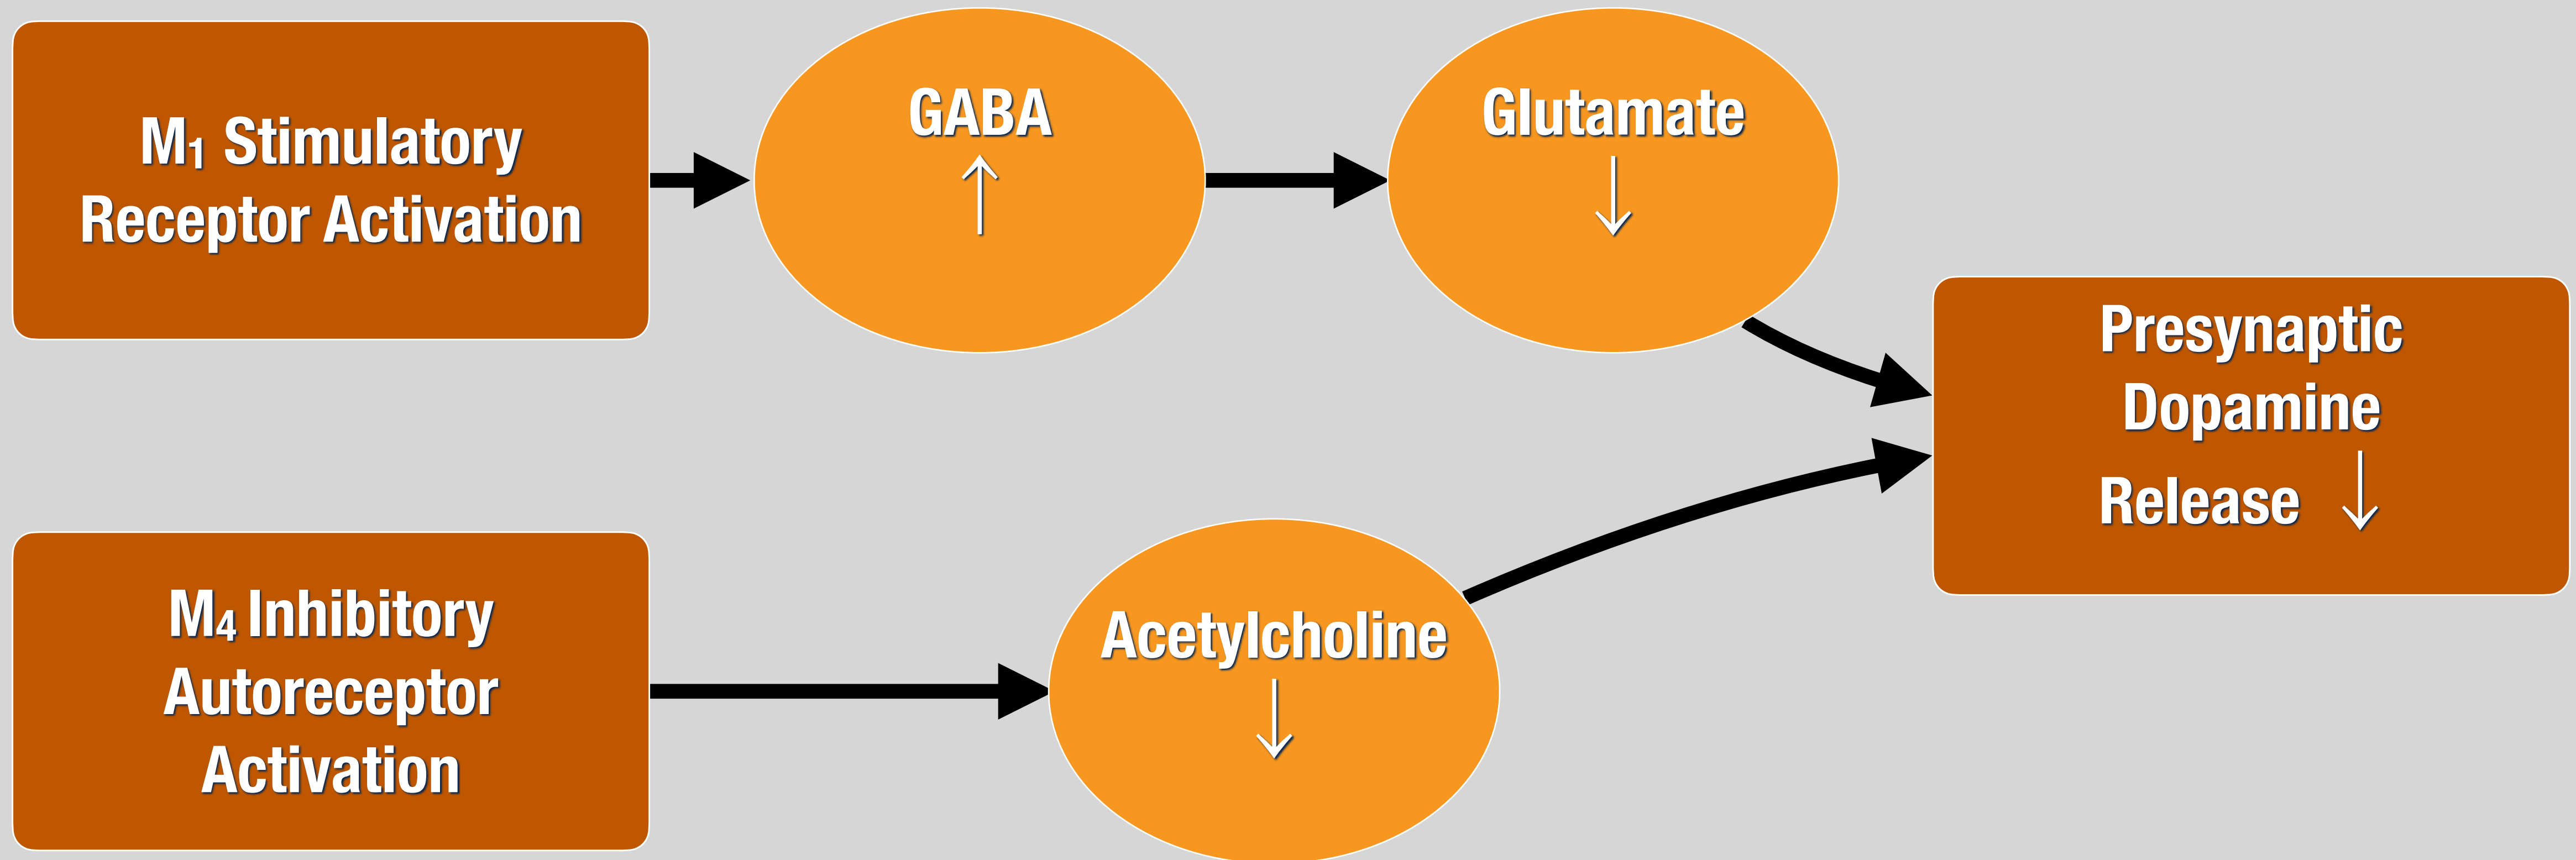 M₁ Stimulatory
Receptor Activation
GABA
↑
Glutamate
↓
Presynaptic
Dopamine
Release ↓
M₄ Inhibitory
Autoreceptor
Activation
Acetylcholine
↓